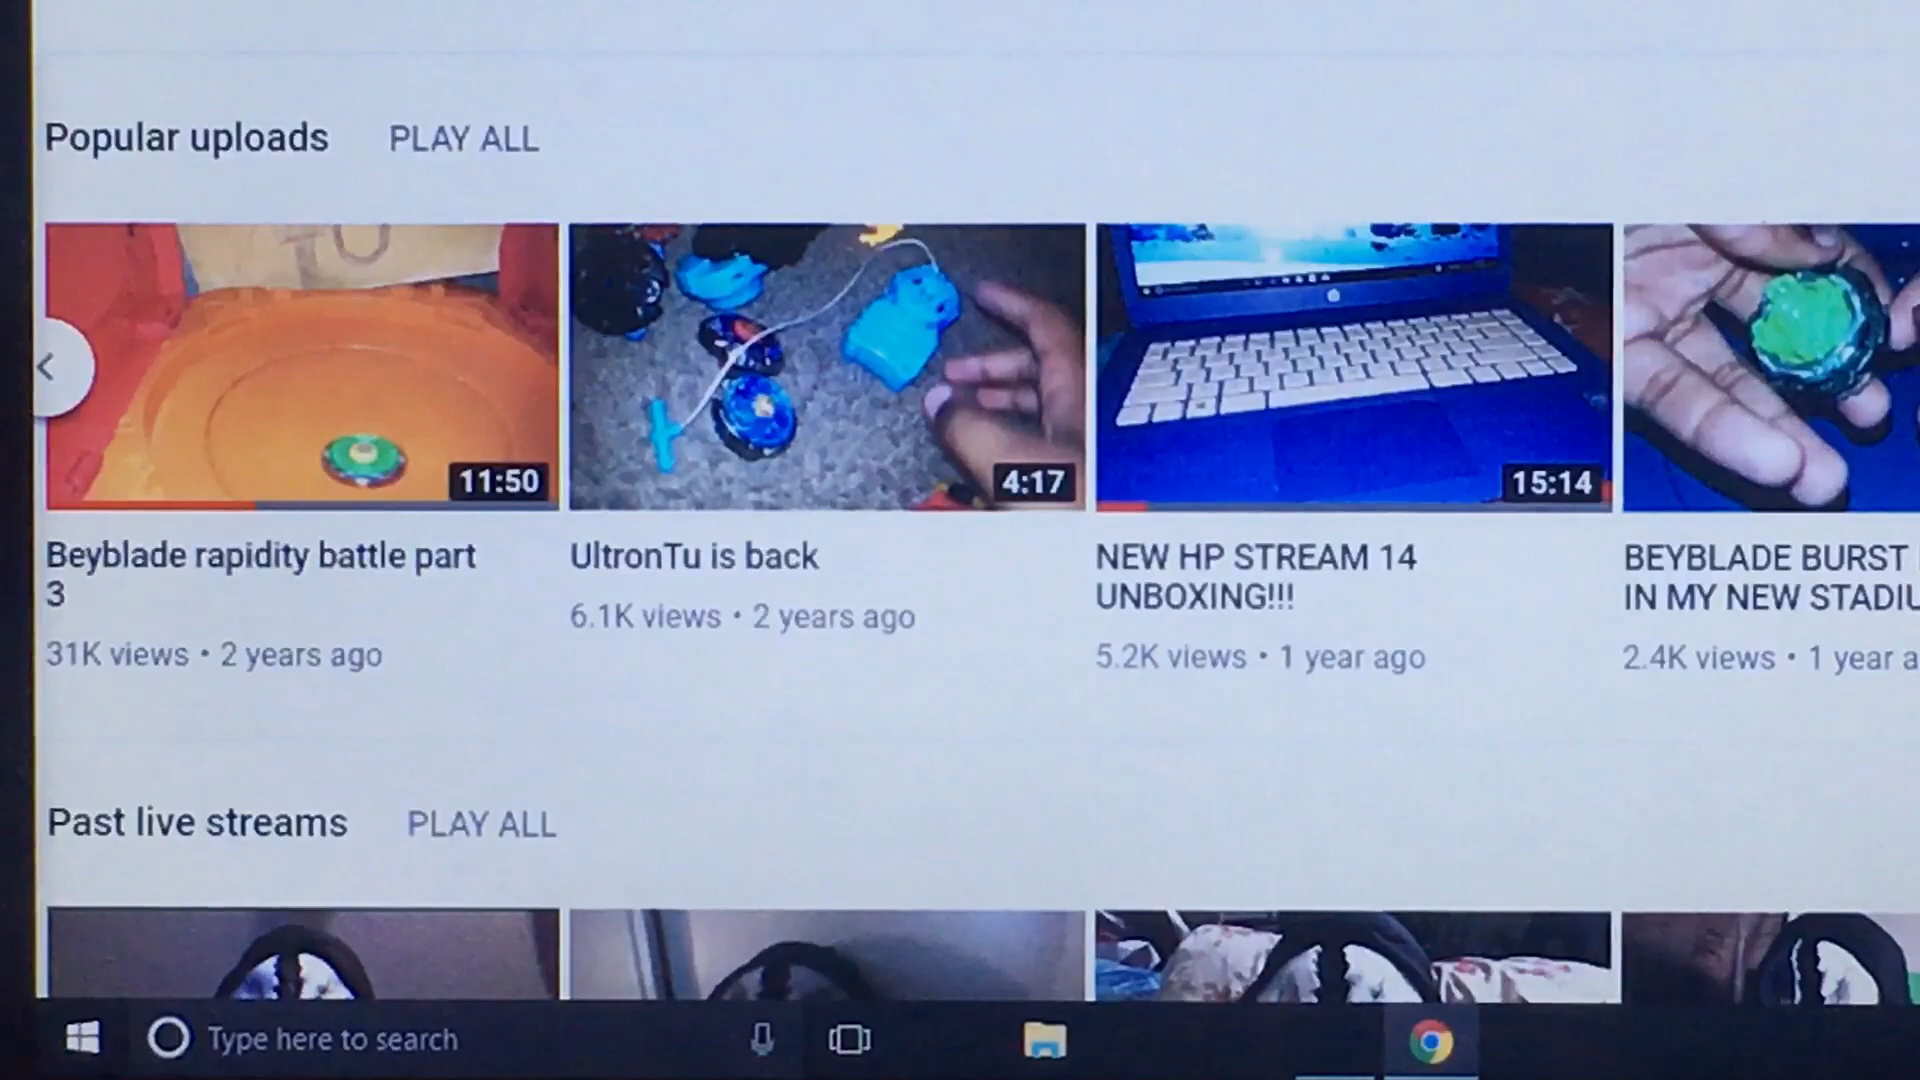 Popular uploads PLAY ALL
TU
11:50
4:17
15:14
Beyblade rapidity battle part
3
31K views • 2 years ago
UltronTu is back
6.1K views • 2 years ago
NEW HP STREAM 14
UNBOXING!!!
5.2K views • 1 year ago
BEYBLADE BURST
IN MY NEW STADIU
2.4K views • 1 year a
Past live streams PLAY ALL
Type here to search